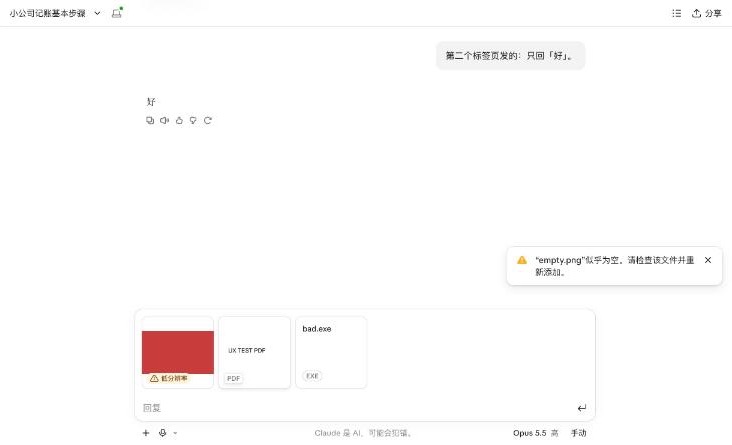 小公司记账基本步骤
分享
第二个标签页发的：只回「好」。
好
“empty.png”似乎为空。请检查该文件并重
新添加。
低分辨率
UX TEST PDF
PDF
bad.exe
EXE
回复
Claude 是 AI，可能会犯错。
Opus 5.5 高
手动